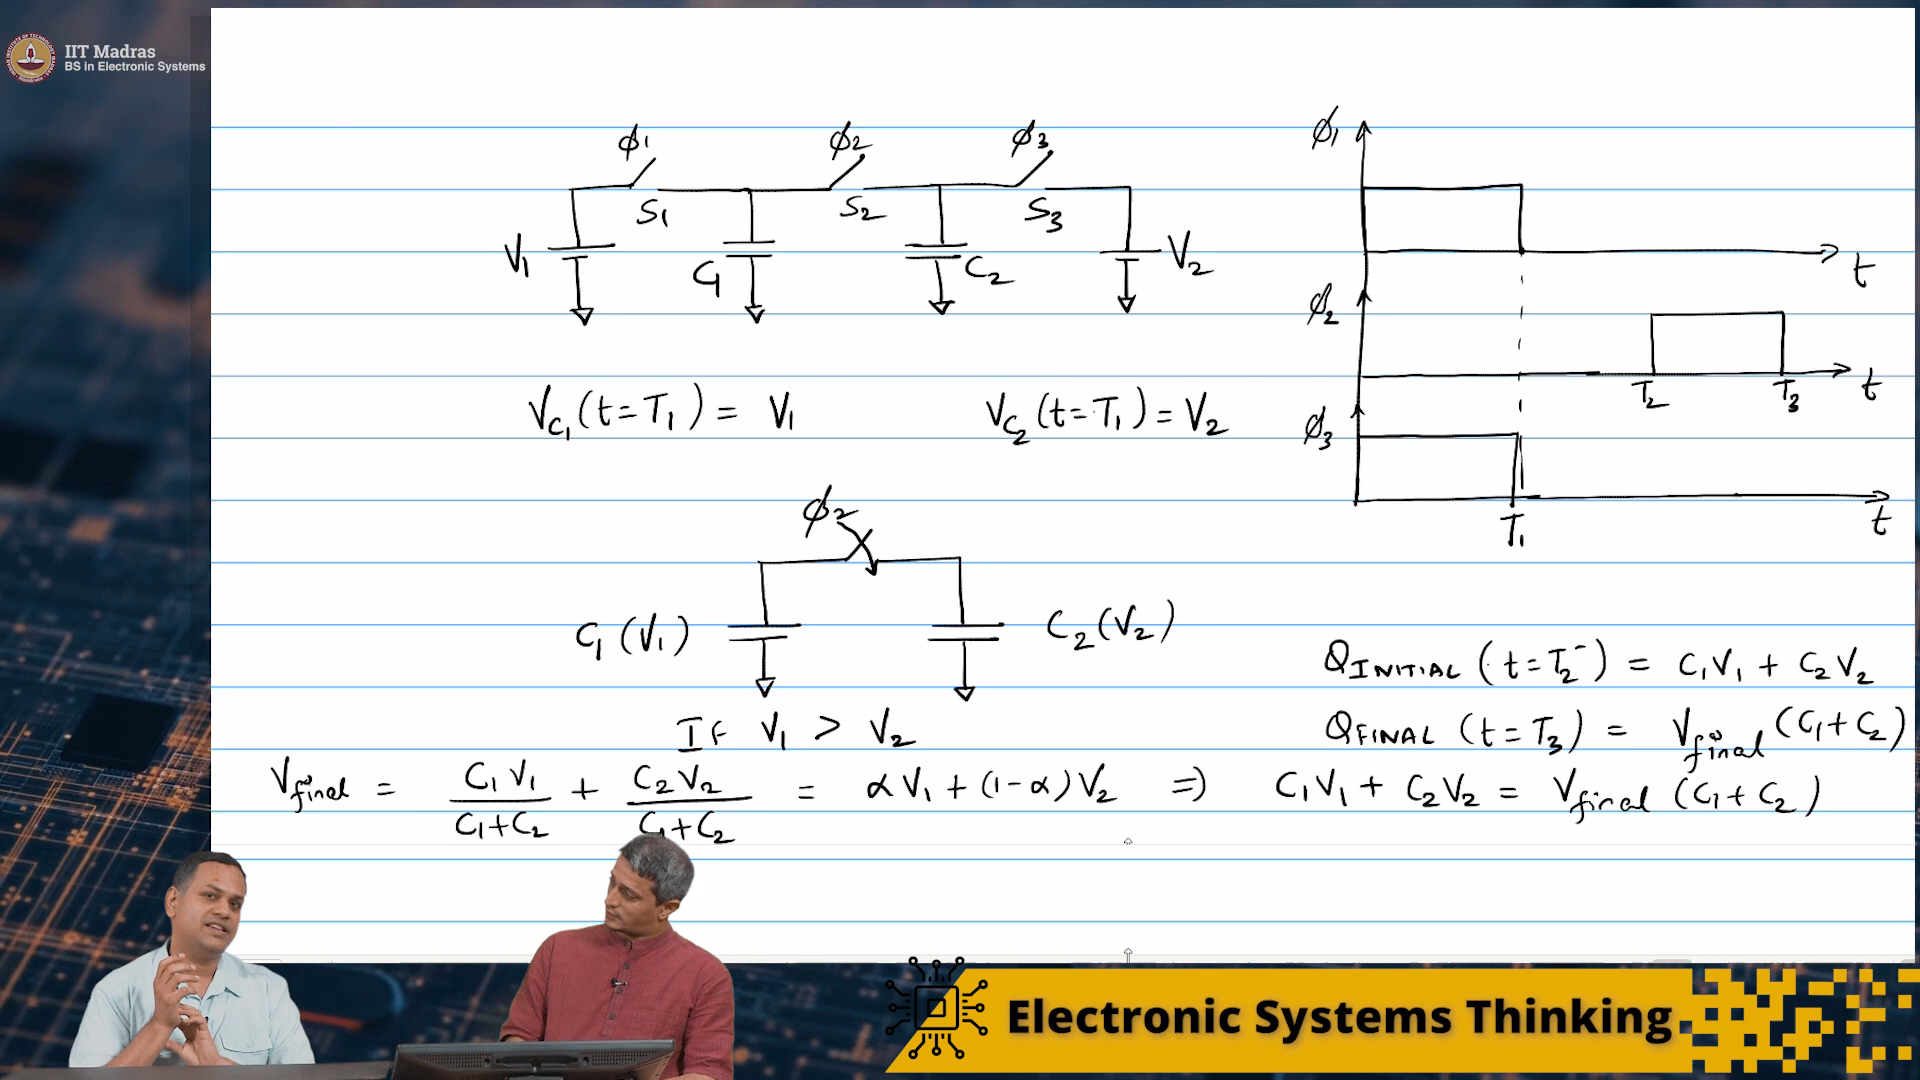 IIT Madras
BS in Electronic Systems
ϕ1 ϕ2 ϕ3
S1 S2 S3
V1 C1 C2 V2
ϕ1
t
ϕ2
T2 T3 t
ϕ3
T1 t
VC1 (t=T1) = V1 VC2 (t=T1) = V2
ϕ2
C1 (V1) C2 (V2)
IF V1 > V2
QINITIAL (t=T2⁻) = C1V1 + C2V2
QFINAL (t=T3) = Vfinal (C1+C2)
Vfinal = C1V1/C1+C2 + C2V2/C1+C2 = αV1 + (1-α)V2 => C1V1 + C2V2 = Vfinal (C1+C2)
Electronic Systems Thinking